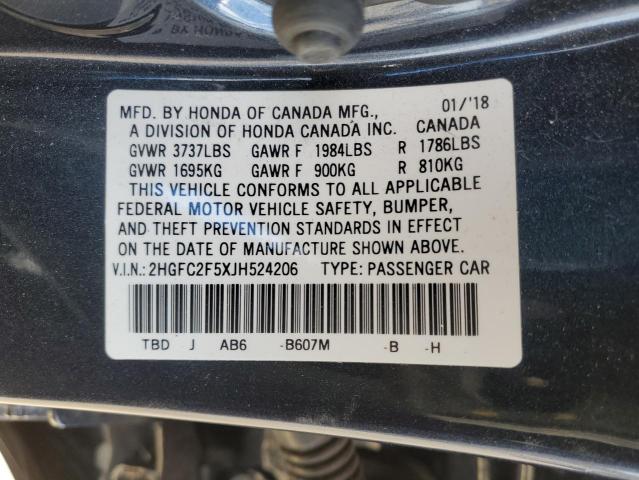 MFD. BY HONDA OF CANADA MFG., 01/'18
A DIVISION OF HONDA CANADA INC. CANADA
GVWR 3737LBS GAWR F 1984LBS R 1786LBS
GVWR 1695KG GAWR F 900KG R 810KG
THIS VEHICLE CONFORMS TO ALL APPLICABLE
FEDERAL MOTOR VEHICLE SAFETY, BUMPER,
AND THEFT PREVENTION STANDARDS IN EFFECT
ON THE DATE OF MANUFACTURE SHOWN ABOVE.
V.I.N.: 2HGFC2F5XJH524206 TYPE: PASSENGER CAR
TBD J AB6 -B607M -B -H